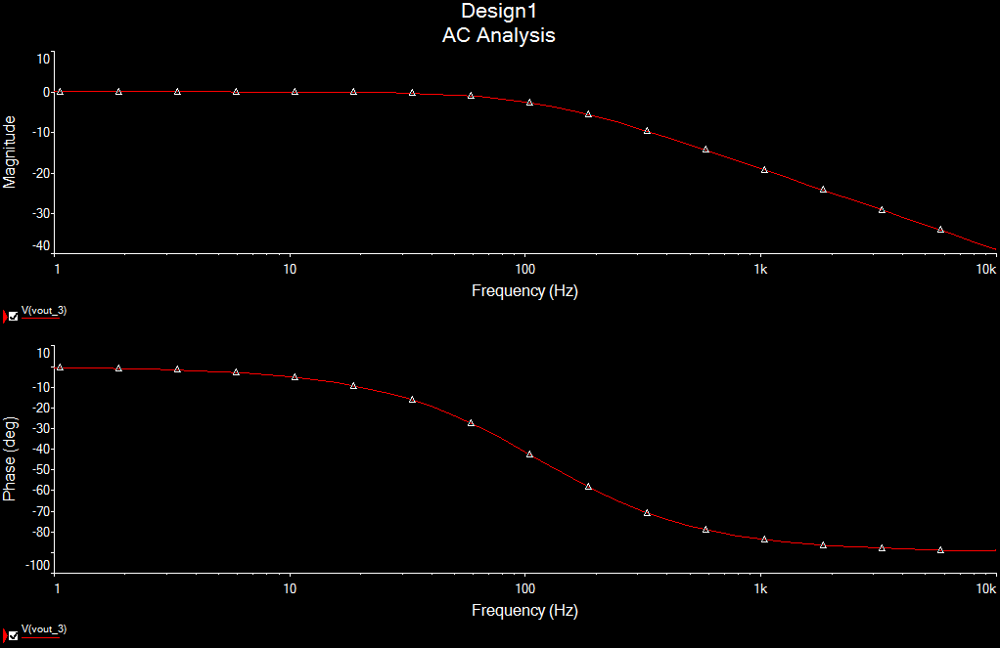 Design1
AC Analysis
10
0
-10
-20
-30
-40
Magnitude
1 10 100 1k 10k
Frequency (Hz)
V(vout_3)
10
-10
-20
-30
-40
-50
-60
-70
-80
-100
Phase (deg)
1 10 100 1k 10k
Frequency (Hz)
V(vout_3)